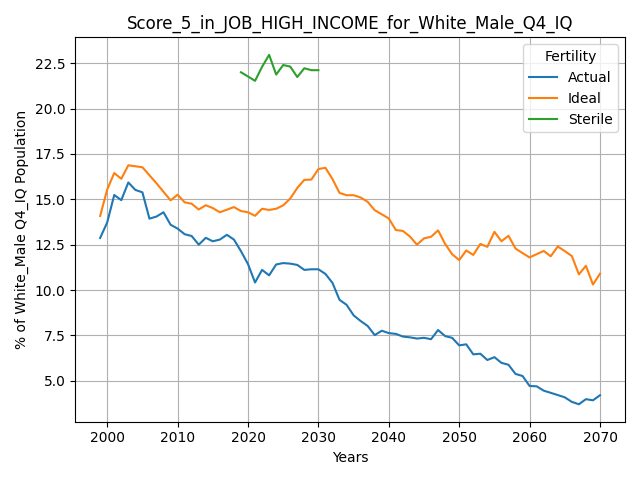 Score_5_in_JOB_HIGH_INCOME_for_White_Male_Q4_IQ
Fertility
Actual
Ideal
Sterile
% of White_Male Q4_IQ Population
22.5
20.0
17.5
15.0
12.5
10.0
7.5
5.0
2000 2010 2020 2030 2040 2050 2060 2070
Years